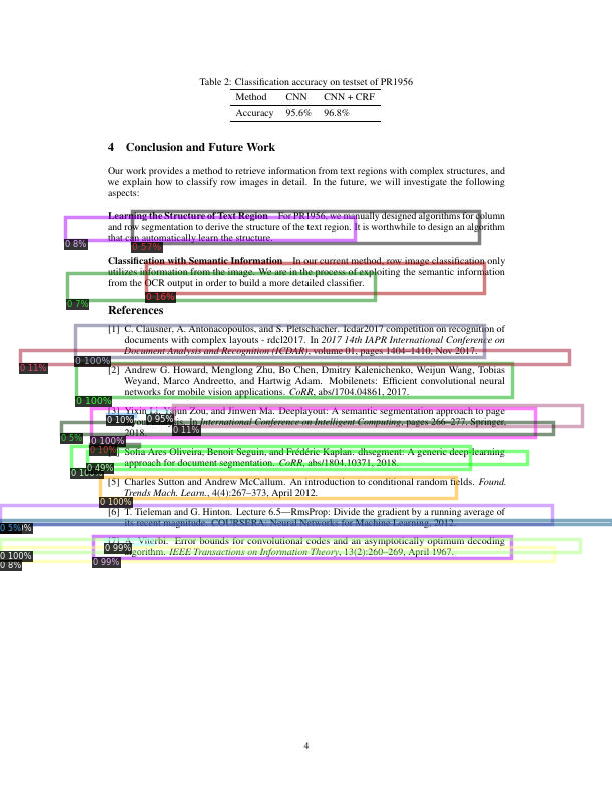 Table 2: Classification accuracy on testset of PR1956
Method CNN CNN + CRF
Accuracy 95.6% 96.8%
4 Conclusion and Future Work
Our work provides a method to retrieve information from text regions with complex structures, and
we explain how to classify row images in detail. In the future, we will investigate the following
aspects:
Learning the Structure of Text Region For PR1956, we manually designed algorithms for column
and row segmentation to derive the structure of the text region. It is worthwhile to design an algorithm
that can automatically learn the structure.
0 8%
0 57%
Classification with Semantic Information In our current method, row image classification only
utilizes information from the image. We are in the process of exploiting the semantic information
from the OCR output in order to build a more detailed classifier.
0 16%
0 7%
References
[1] C. Clausner, A. Antonacopoulos, and S. Pletschacher. Icdar2017 competition on recognition of
documents with complex layouts - rdcl2017. In 2017 14th IAPR International Conference on
Document Analysis and Recognition (ICDAR), volume 01, pages 1404–1410, Nov 2017.
0 100%
0 11%
[2] Andrew G. Howard, Menglong Zhu, Bo Chen, Dmitry Kalenichenko, Weijun Wang, Tobias
Weyand, Marco Andreetto, and Hartwig Adam. Mobilenets: Efficient convolutional neural
networks for mobile vision applications. CoRR, abs/1704.04861, 2017.
0 100%
[3] Yixin Li, Yajun Zou, and Jinwen Ma. Deeplayout: A semantic segmentation approach to page
In International Conference on Intelligent Computing, pages 266–277. Springer,
2018.
0 10% 0 95%
0 11%
0 5% 0 100%
0 10%
Sofia Ares Oliveira, Benoit Seguin, and Frédéric Kaplan. dhsegment: A generic deep-learning
approach for document segmentation. CoRR, abs/1804.10371, 2018.
0 49%
[5] Charles Sutton and Andrew McCallum. An introduction to conditional random fields. Found.
Trends Mach. Learn., 4(4):267–373, April 2012.
0 100%
[6] T. Tieleman and G. Hinton. Lecture 6.5—RmsProp: Divide the gradient by a running average of
its recent magnitude. COURSERA: Neural Networks for Machine Learning, 2012.
0 5%
Viterbi. Error bounds for convolutional codes and an asymptotically optimum decoding
algorithm. IEEE Transactions on Information Theory, 13(2):260–269, April 1967.
0 99%
0 100%
0 99%
0 8%
4